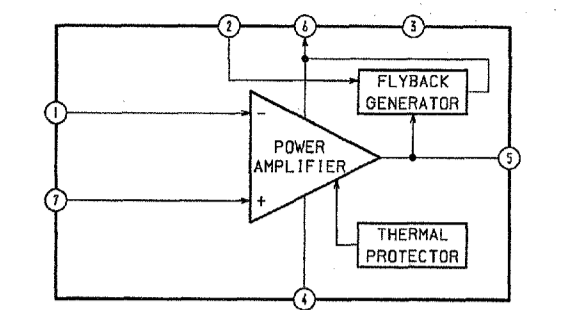 2
6
3
FLYBACK
GENERATOR
1
−
POWER
AMPLIFIER
5
7
+
THERMAL
PROTECTOR
4